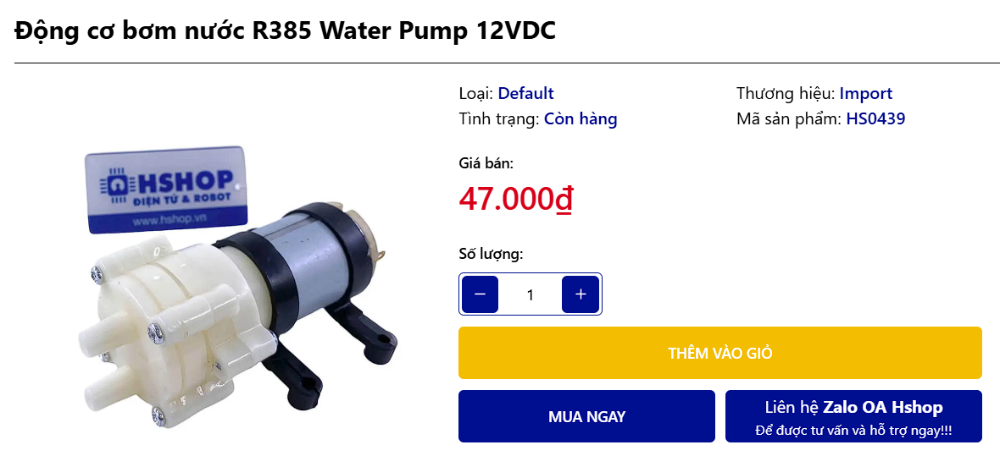 Động cơ bơm nước R385 Water Pump 12VDC
Loại: Default
Thương hiệu: Import
Tình trạng: Còn hàng
Mã sản phẩm: HS0439
Giá bán:
47.000₫
HSHOP
ĐIỆN TỬ & ROBOT
www.hshop.vn
Số lượng:
− 1 +
THÊM VÀO GIỎ
MUA NGAY
Liên hệ Zalo OA Hshop
Để được tư vấn và hỗ trợ ngay!!!